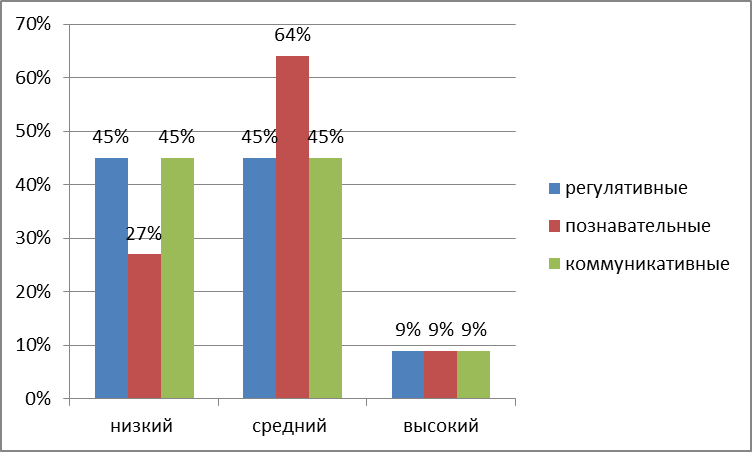 70%
60%
50%
40%
30%
20%
10%
0%
45%
27%
45%
45%
64%
45%
9%
9%
9%
низкий
средний
высокий
регулятивные
познавательные
коммуникативные